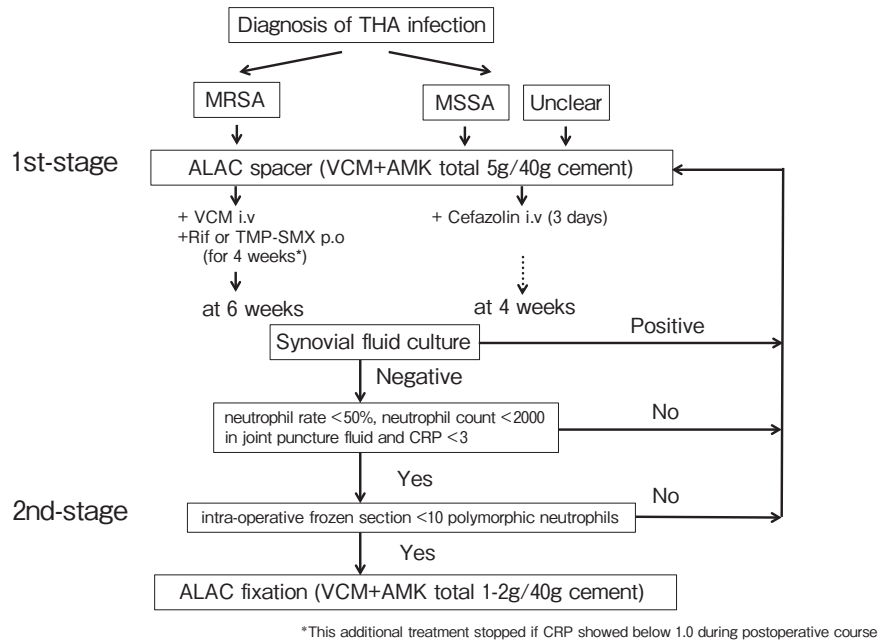 Diagnosis of THA infection
MRSA
MSSA
Unclear
1st-stage
ALAC spacer (VCM+AMK total 5g/40g cement)
+ VCM i.v
+Rif or TMP-SMX p.o
(for 4 weeks*)
+ Cefazolin i.v (3 days)
at 6 weeks
at 4 weeks
Synovial fluid culture
Positive
Negative
neutrophil rate <50%, neutrophil count <2000
in joint puncture fluid and CRP <3
No
Yes
No
2nd-stage
intra-operative frozen section <10 polymorphic neutrophils
Yes
ALAC fixation (VCM+AMK total 1-2g/40g cement)
*This additional treatment stopped if CRP showed below 1.0 during postoperative course